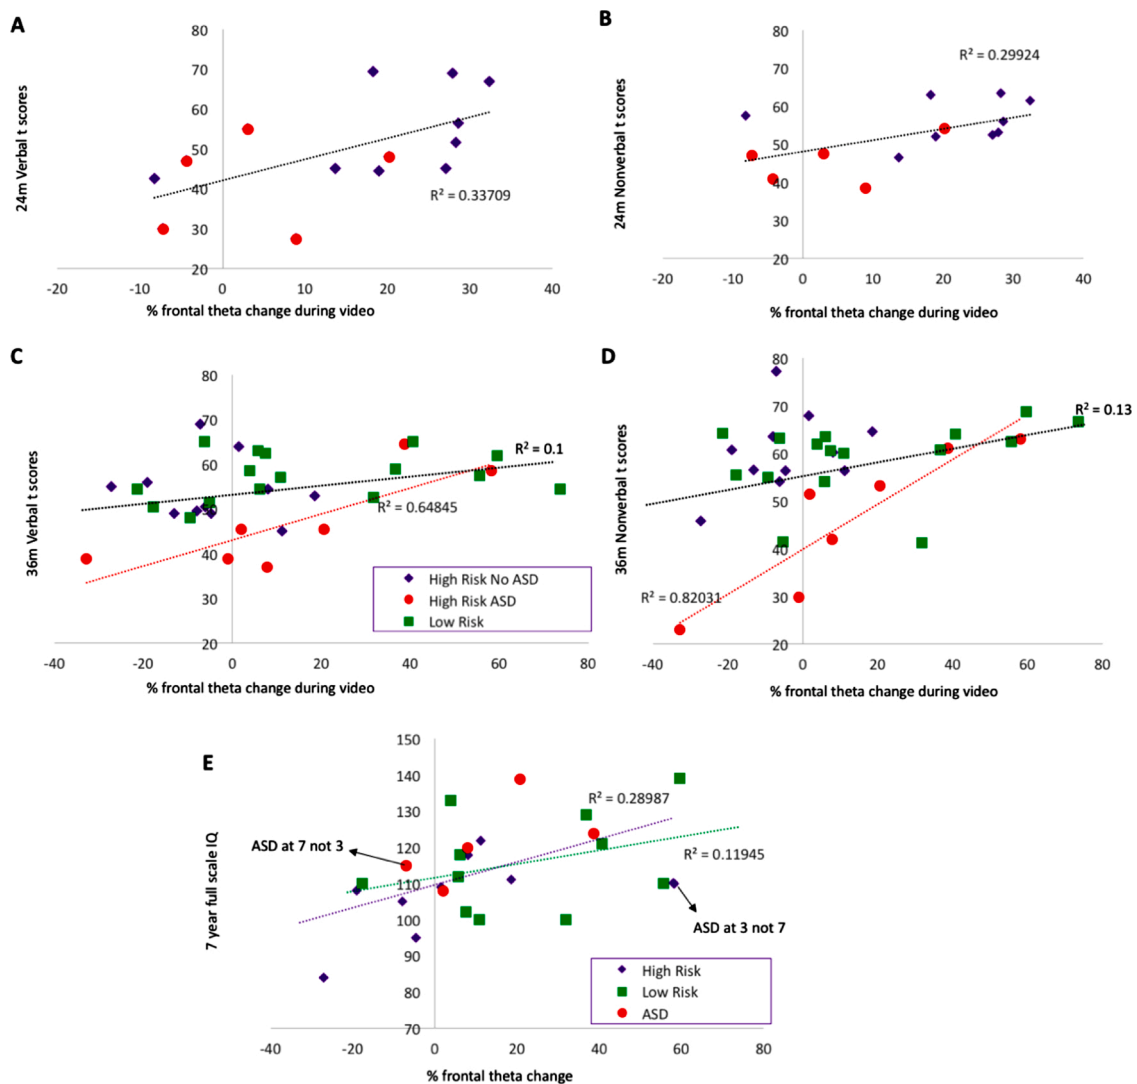 A
80
70
60
50
40
30
20
-20
-10
0
10
20
30
40
24m Verbal t scores
% frontal theta change during video
R² = 0.33709
B
80
70
60
50
40
30
20
-20
-10
0
10
20
30
40
24m Nonverbal t scores
% frontal theta change during video
R² = 0.29924
C
80
70
60
50
40
30
20
-40
-20
0
20
40
60
80
36m Verbal t scores
% frontal theta change during video
R² = 0.1
R² = 0.64845
High Risk No ASD
High Risk ASD
Low Risk
D
80
70
60
50
40
30
20
-40
-20
0
20
40
60
80
36m Nonverbal t scores
% frontal theta change during video
R² = 0.13
R² = 0.82031
E
150
140
130
120
110
100
90
80
70
-40
-20
0
20
40
60
80
7 year full scale IQ
% frontal theta change
R² = 0.28987
R² = 0.11945
ASD at 7 not 3
ASD at 3 not 7
High Risk
Low Risk
ASD